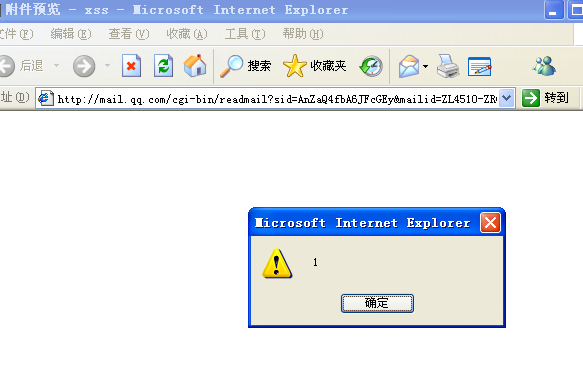 附件预览 - xss - Microsoft Internet Explorer
文件(F) 编辑(E) 查看(V) 收藏(A) 工具(T) 帮助(H)
后退 搜索 收藏夹
址(D) http://mail.qq.com/cgi-bin/readmail?sid=AnZaQ4fbA6JFcGEy&mailid=ZL4510-ZR 转到
Microsoft Internet Explorer
1
确定